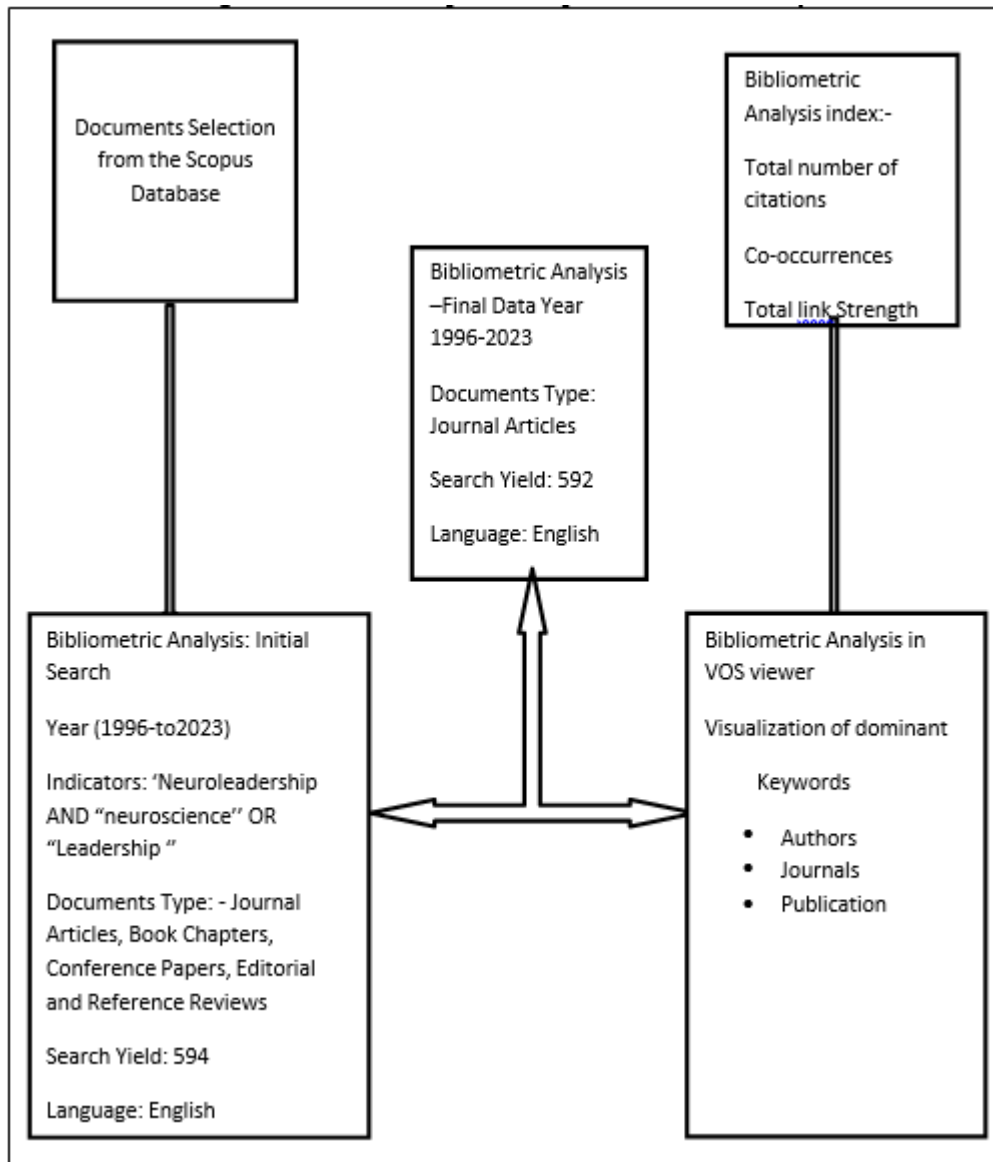 Documents Selection
from the Scopus
Database
Bibliometric
Analysis index:-
Total number of
citations
Co-occurrences
Total link Strength
Bibliometric Analysis
–Final Data Year
1996-2023
Documents Type:
Journal Articles
Search Yield: 592
Language: English
Bibliometric Analysis: Initial
Search
Year (1996-to2023)
Indicators: ‘Neuroleadership
AND “neuroscience’’ OR
“Leadership “
Documents Type: - Journal
Articles, Book Chapters,
Conference Papers, Editorial
and Reference Reviews
Search Yield: 594
Language: English
Bibliometric Analysis in
VOS viewer
Visualization of dominant
Keywords
• Authors
• Journals
• Publication